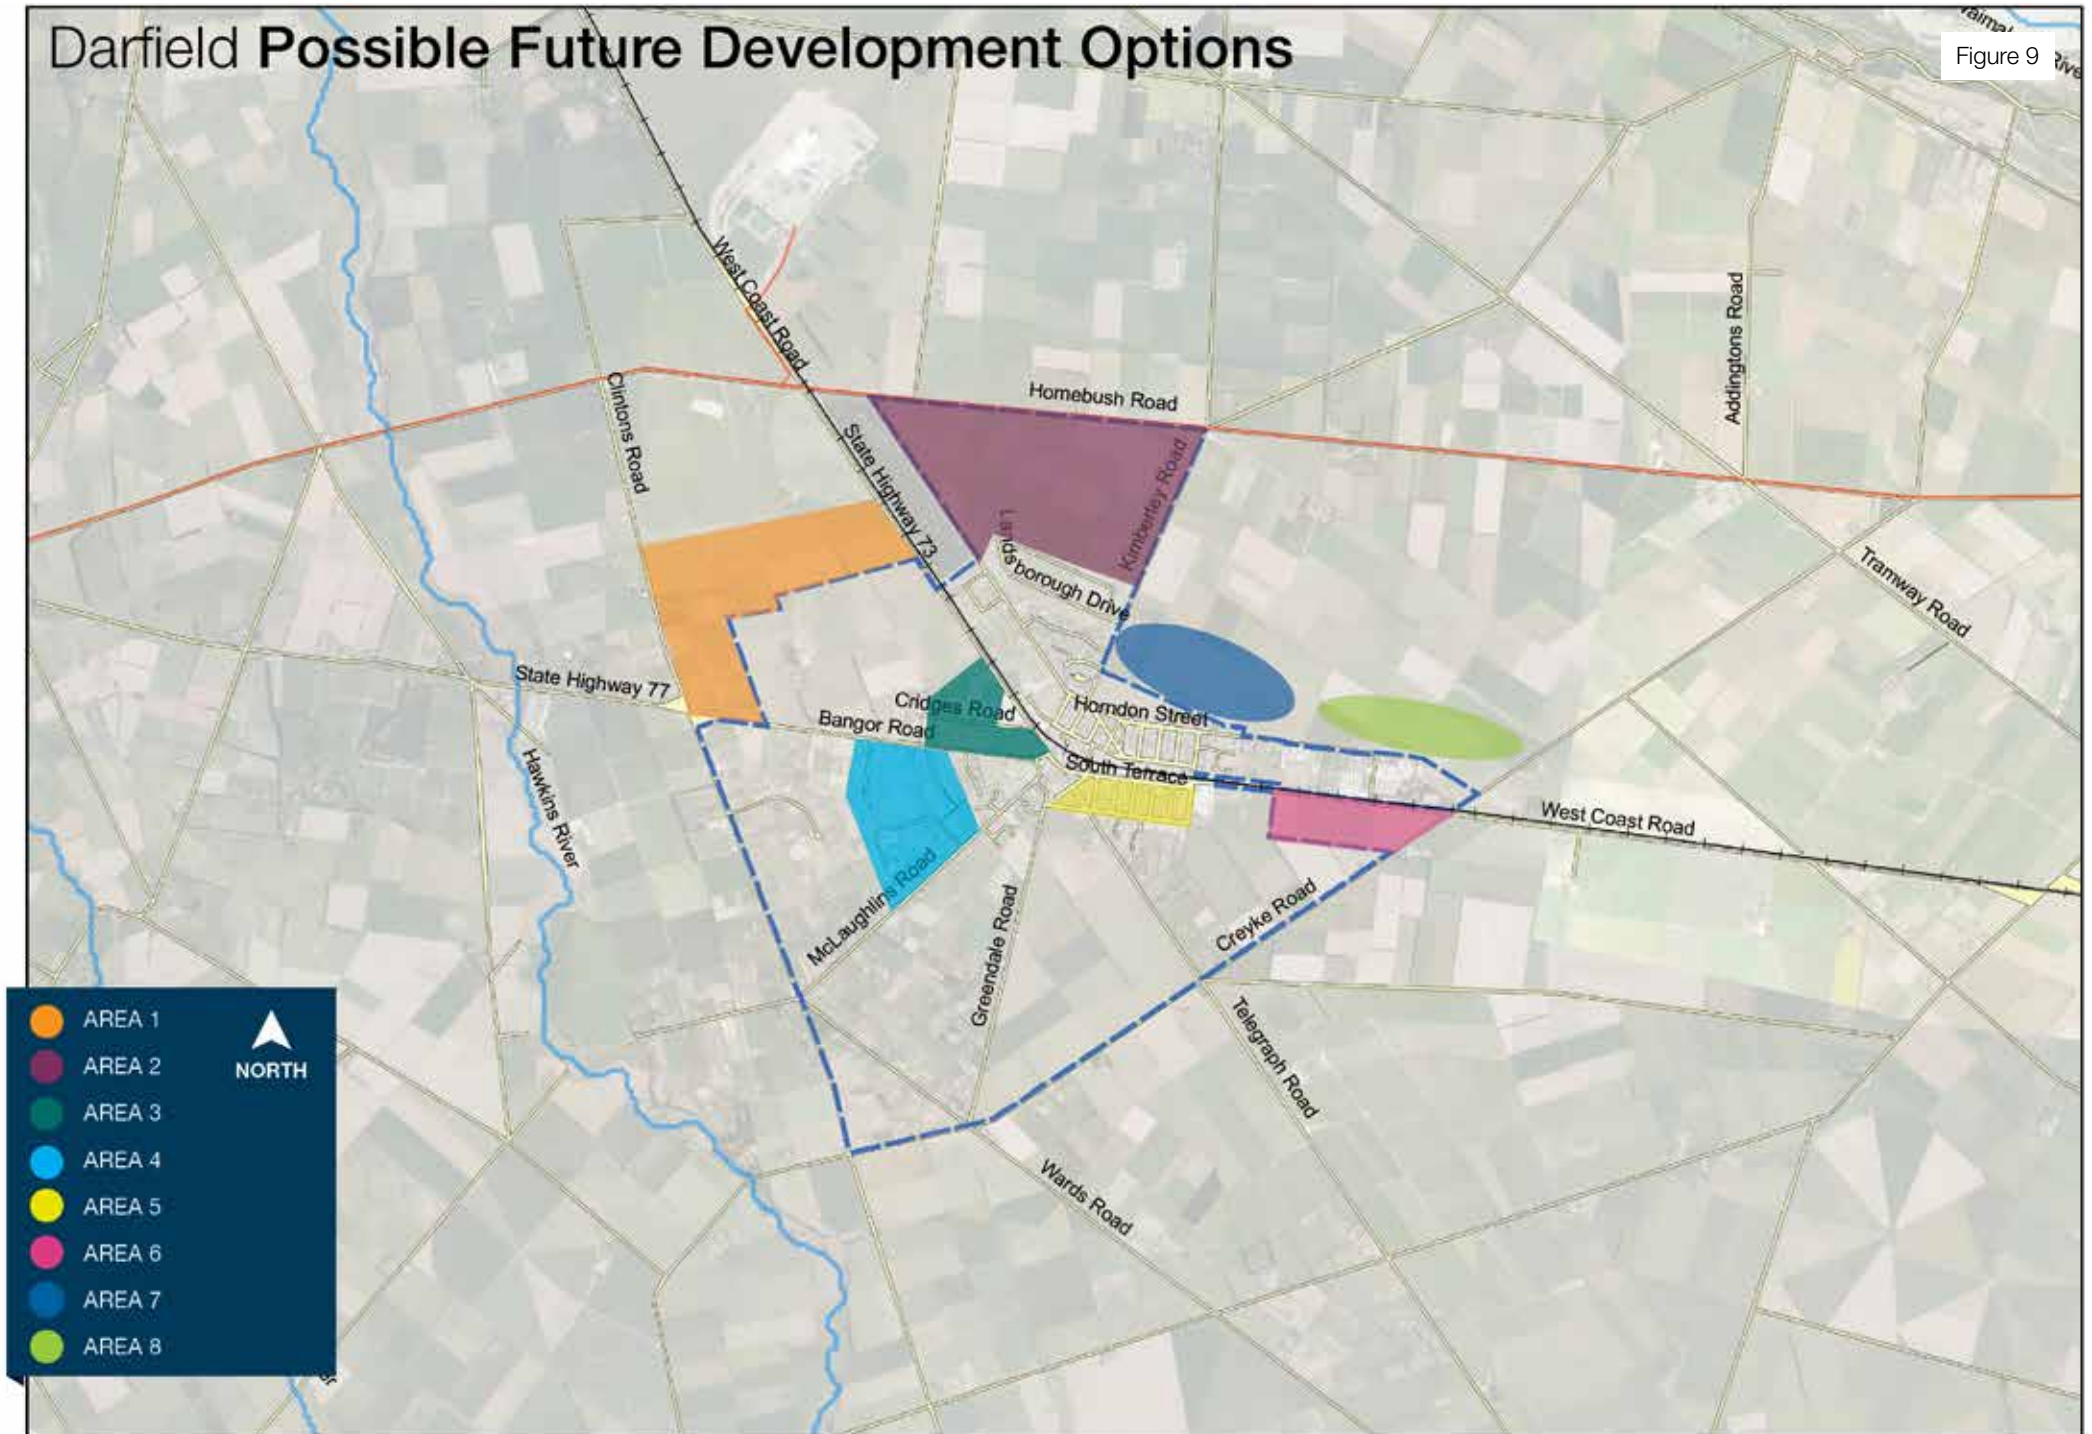 Darfield Possible Future Development Options
Figure 9
West Coast Road
Homebush Road
Addingtons Road
Clintons Road
State Highway 73
Kimberley Road
Landsborough Drive
Tramway Road
State Highway 77
Cridges Road
Bangor Road
Horndon Street
South Terrace
Hawkins River
West Coast Road
McLaughlins Road
Greendale Road
Creyke Road
Telegraph Road
Wards Road
AREA 1
AREA 2
AREA 3
AREA 4
AREA 5
AREA 6
AREA 7
AREA 8
NORTH